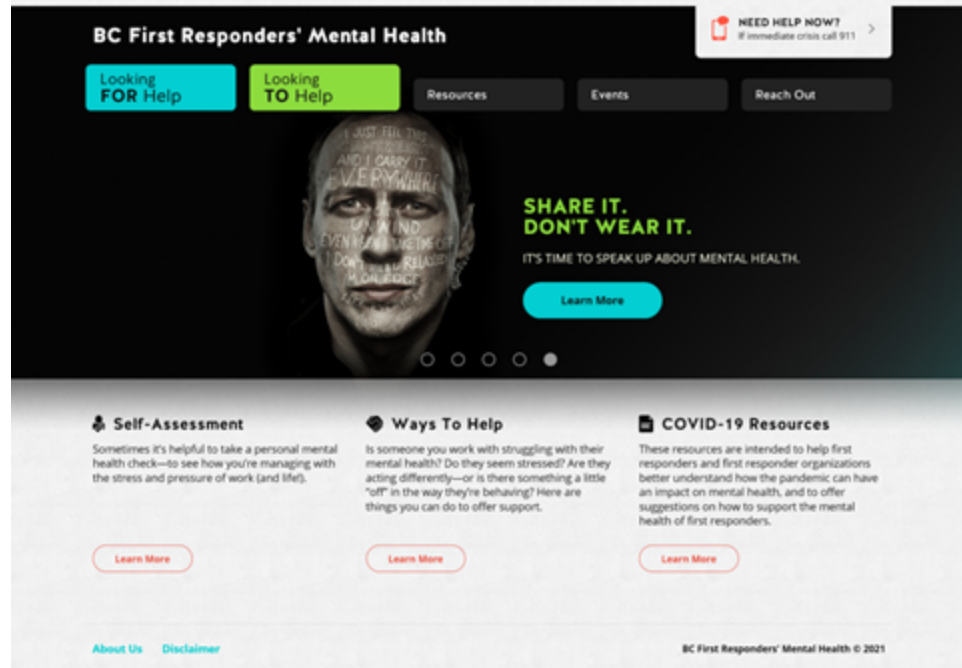 BC First Responders' Mental Health
NEED HELP NOW?
If immediate crisis call 911
Looking
FOR Help
Looking
TO Help
Resources
Events
Reach Out
I JUST FEEL THIS
AND I CARRY IT
EVERYWHERE
UNWIND
SHARE IT.
DON'T WEAR IT.
IT'S TIME TO SPEAK UP ABOUT MENTAL HEALTH.
Learn More
Self-Assessment
Sometimes it's helpful to take a personal mental
health check—to see how you're managing with
the stress and pressure of work (and life!).
Learn More
Ways To Help
Is someone you work with struggling with their
mental health? Do they seem stressed? Are they
acting differently—or is there something a little
"off" in the way they're behaving? Here are
things you can do to offer support.
Learn More
COVID-19 Resources
These resources are intended to help first
responders and first responder organizations
better understand how the pandemic can have
an impact on mental health, and to offer
suggestions on how to support the mental
health of first responders.
Learn More
About Us
Disclaimer
BC First Responders' Mental Health © 2021